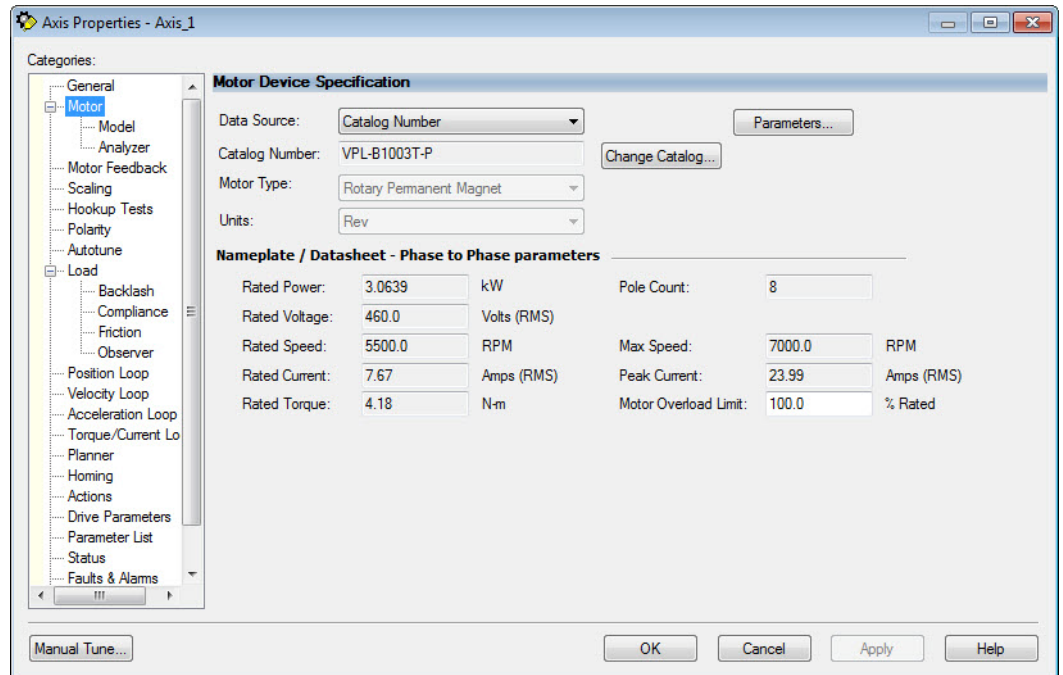 Axis Properties - Axis_1
Categories:
General
Motor
Model
Analyzer
Motor Feedback
Scaling
Hookup Tests
Polarity
Autotune
Load
Backlash
Compliance
Friction
Observer
Position Loop
Velocity Loop
Acceleration Loop
Torque/Current Lo
Planner
Homing
Actions
Drive Parameters
Parameter List
Status
Faults & Alarms
Motor Device Specification
Data Source: Catalog Number Parameters...
Catalog Number: VPL-B1003T-P Change Catalog...
Motor Type: Rotary Permanent Magnet
Units: Rev
Nameplate / Datasheet - Phase to Phase parameters
Rated Power: 3.0639 kW Pole Count: 8
Rated Voltage: 460.0 Volts (RMS)
Rated Speed: 5500.0 RPM Max Speed: 7000.0 RPM
Rated Current: 7.67 Amps (RMS) Peak Current: 23.99 Amps (RMS)
Rated Torque: 4.18 N-m Motor Overload Limit: 100.0 % Rated
Manual Tune... OK Cancel Apply Help